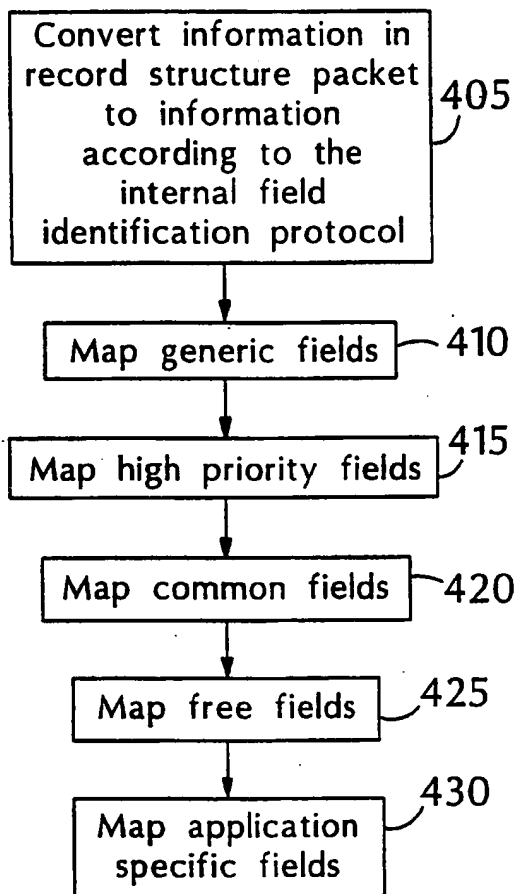 Convert information in
record structure packet
to information
according to the
internal field
identification protocol
405
Map generic fields
410
Map high priority fields
415
Map common fields
420
Map free fields
425
Map application
specific fields
430